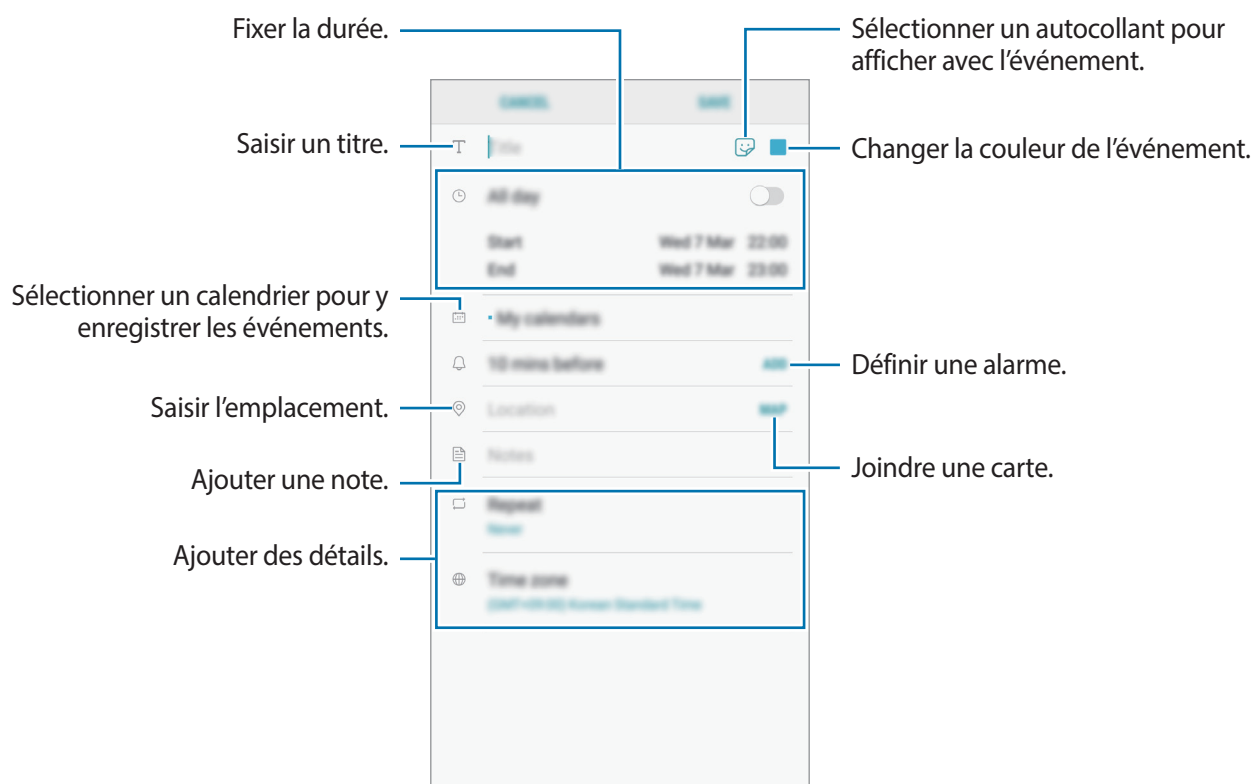 Fixer la durée.
Sélectionner un autocollant pour
afficher avec l’événement.
CANCEL
SAVE
Saisir un titre.
Title
Changer la couleur de l’événement.
All day
Start Wed 7 Mar 22:00
End Wed 7 Mar 23:00
Sélectionner un calendrier pour y
enregistrer les événements.
My calendars
10 mins before
ADD
Définir une alarme.
Saisir l’emplacement.
Location
MAP
Ajouter une note.
Notes
Joindre une carte.
Repeat
Never
Ajouter des détails.
Time zone
(GMT+09:00) Korean Standard Time